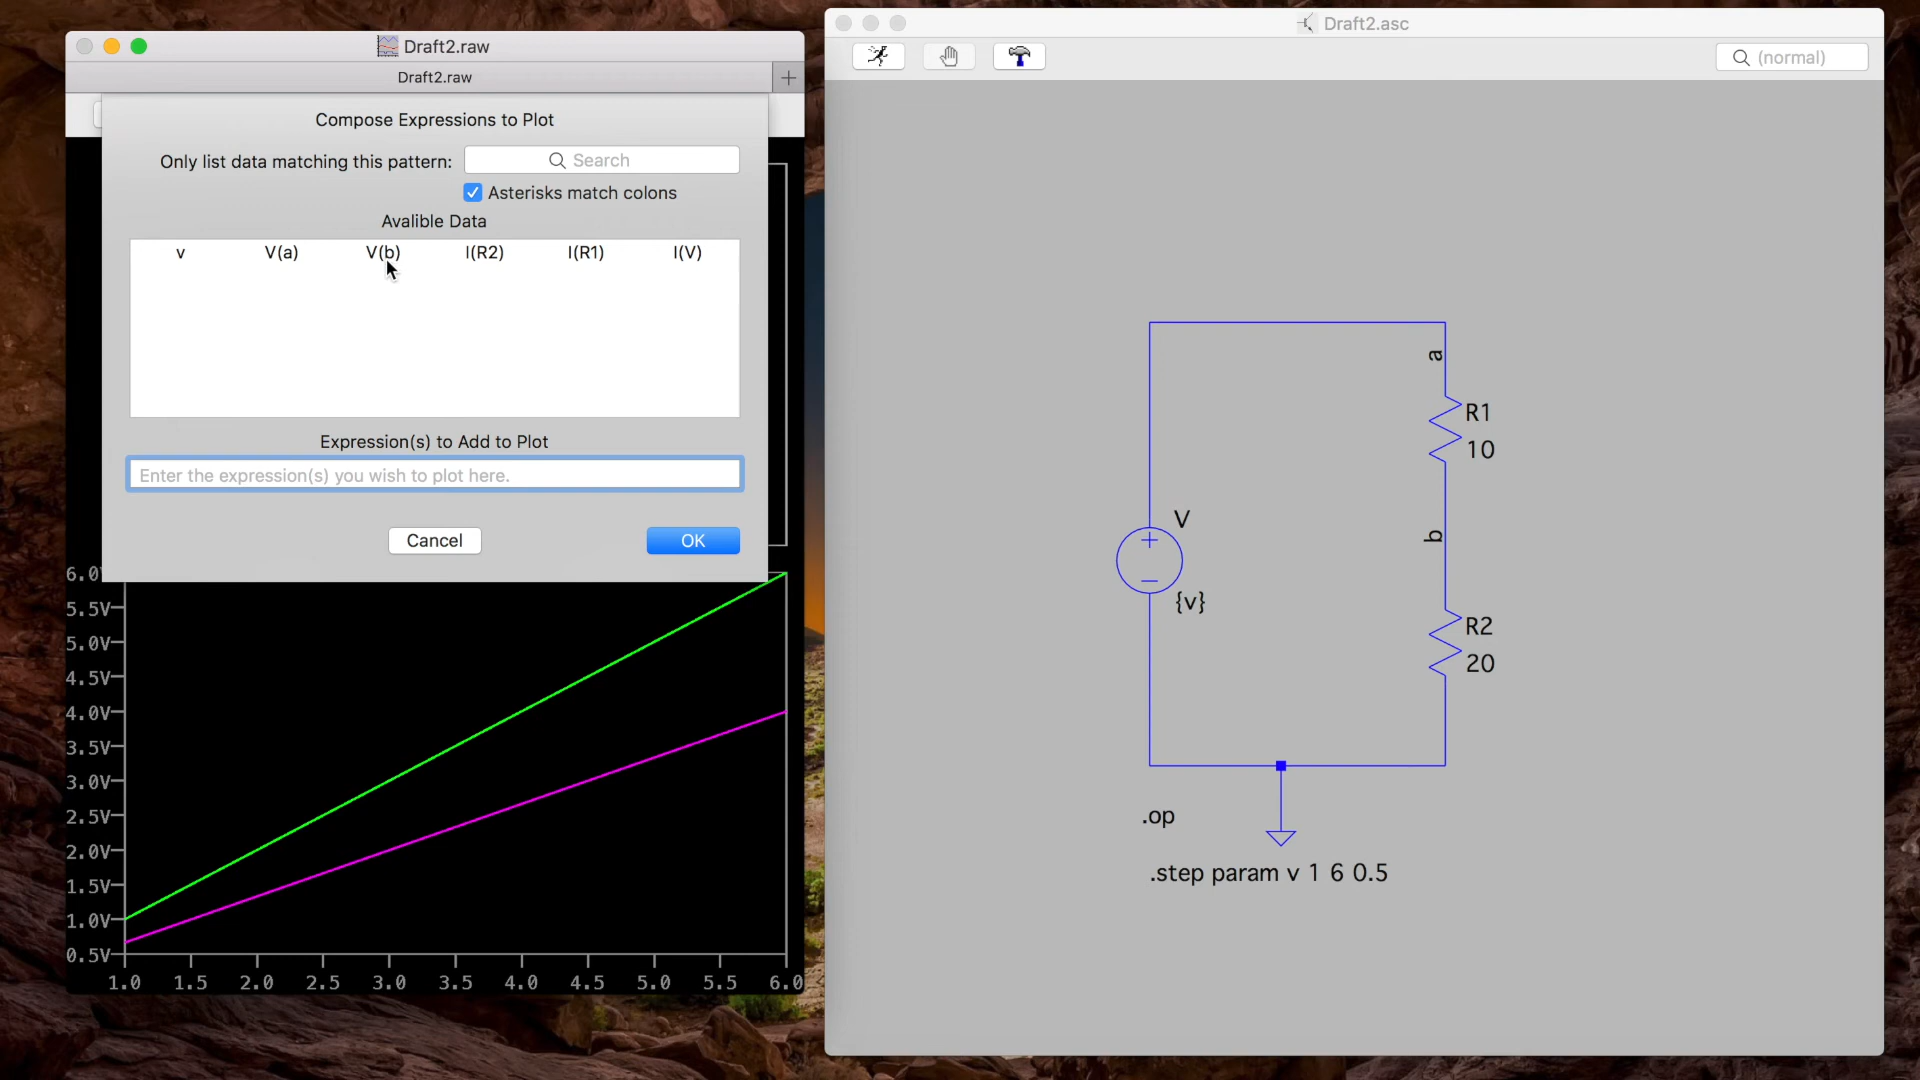 Draft2.raw
Draft2.raw
Compose Expressions to Plot
Only list data matching this pattern:
Search
Asterisks match colons
Avalible Data
v V(a) V(b) I(R2) I(R1) I(V)
Expression(s) to Add to Plot
Enter the expression(s) you wish to plot here.
Cancel
OK
6.0
5.5V
5.0V
4.5V
4.0V
3.5V
3.0V
2.5V
2.0V
1.5V
1.0V
0.5V
1.0 1.5 2.0 2.5 3.0 3.5 4.0 4.5 5.0 5.5 6.0
Draft2.asc
(normal)
a
R1
10
b
V
{v}
R2
20
.op
.step param v 1 6 0.5